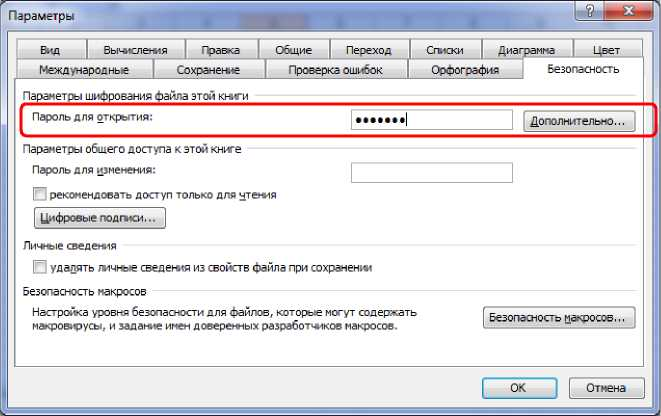 Параметры
Вид Вычисления Правка Общие Переход Списки Диаграмма Цвет
Международные Сохранение Проверка ошибок Орфография Безопасность
Параметры шифрования файла этой книги
Пароль для открытия: ●●●●●●● Дополнительно...
Параметры общего доступа к этой книге
Пароль для изменения:
рекомендовать доступ только для чтения
Цифровые подписи...
Личные сведения
удалять личные сведения из свойств файла при сохранении
Безопасность макросов
Настройка уровня безопасности для файлов, которые могут содержать
макровирусы, и задание имен доверенных разработчиков макросов.
Безопасность макросов...
ОК Отмена